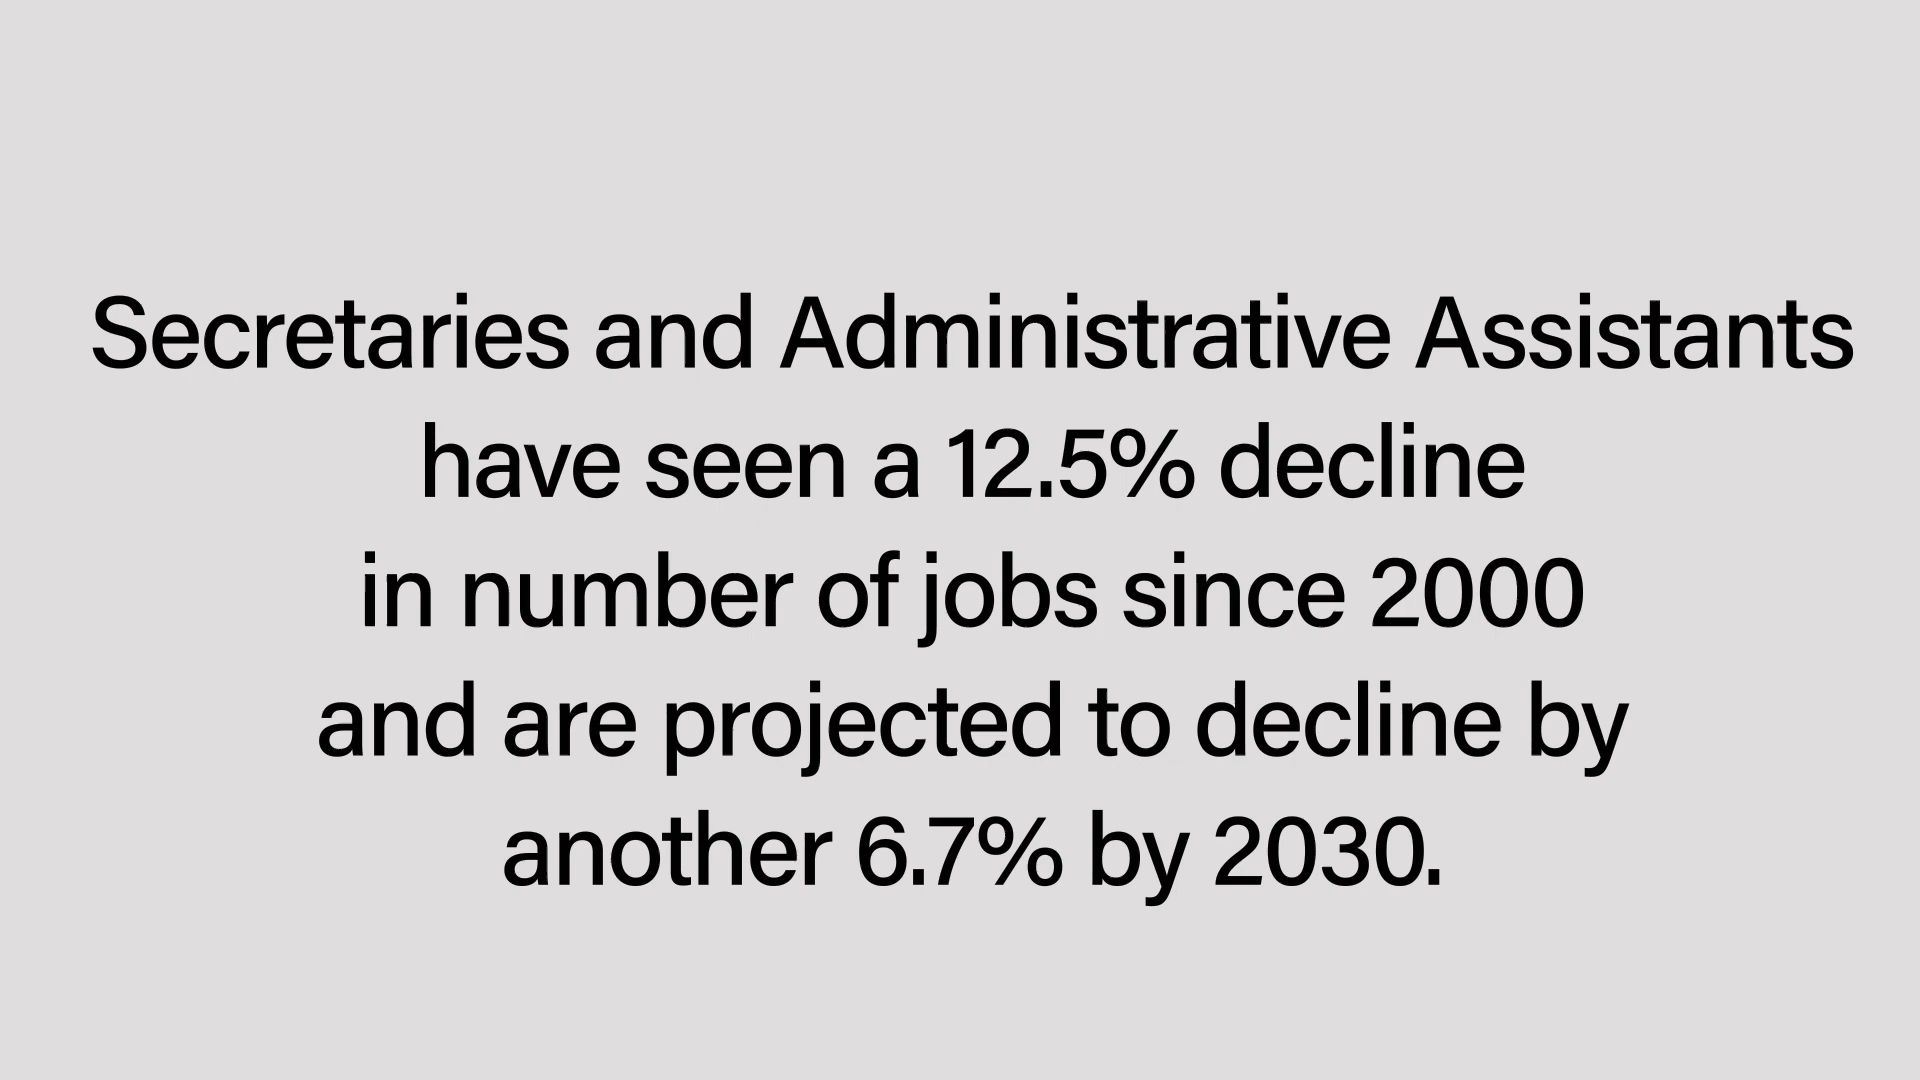 Secretaries and Administrative Assistants
have seen a 12.5% decline
in number of jobs since 2000
and are projected to decline by
another 6.7% by 2030.